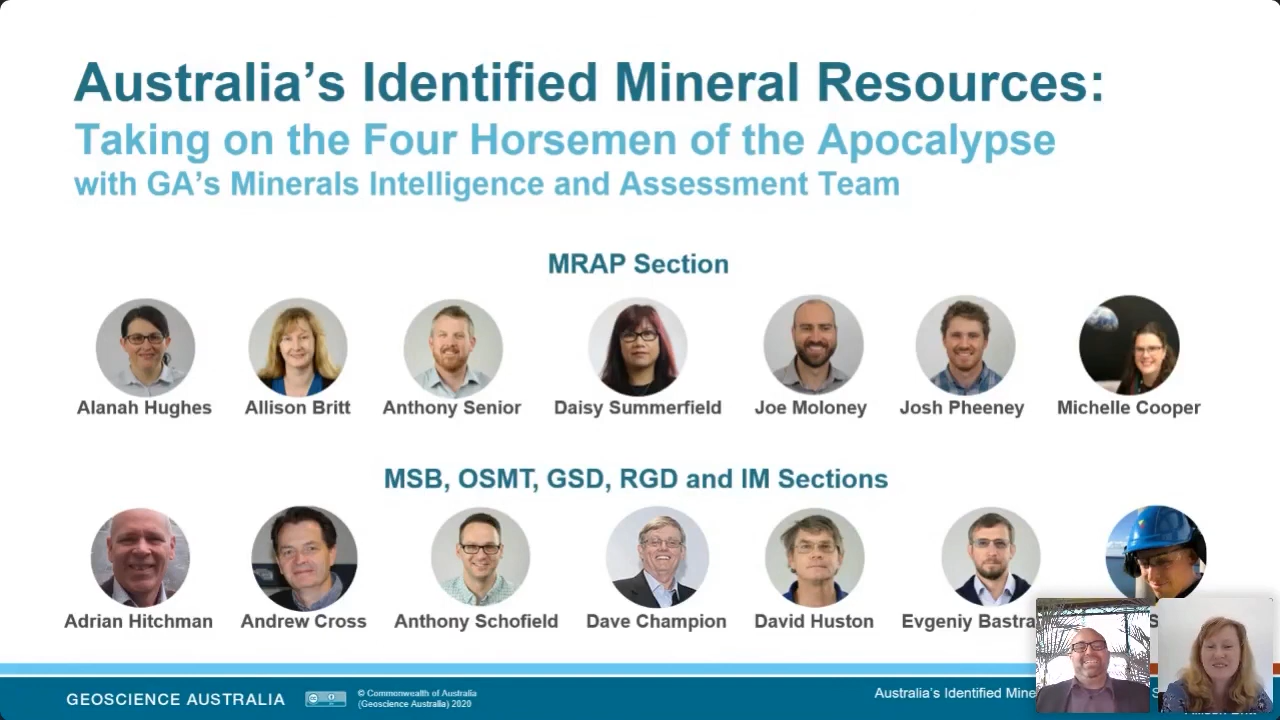 Australia's Identified Mineral Resources:
Taking on the Four Horsemen of the Apocalypse
with GA's Minerals Intelligence and Assessment Team
MRAP Section
Alanah Hughes Allison Britt Anthony Senior Daisy Summerfield Joe Moloney Josh Pheeney Michelle Cooper
MSB, OSMT, GSD, RGD and IM Sections
Adrian Hitchman Andrew Cross Anthony Schofield Dave Champion David Huston Evgeniy
GEOSCIENCE AUSTRALIA
© Commonwealth of Australia
(Geoscience Australia) 2020
Australia's Identified